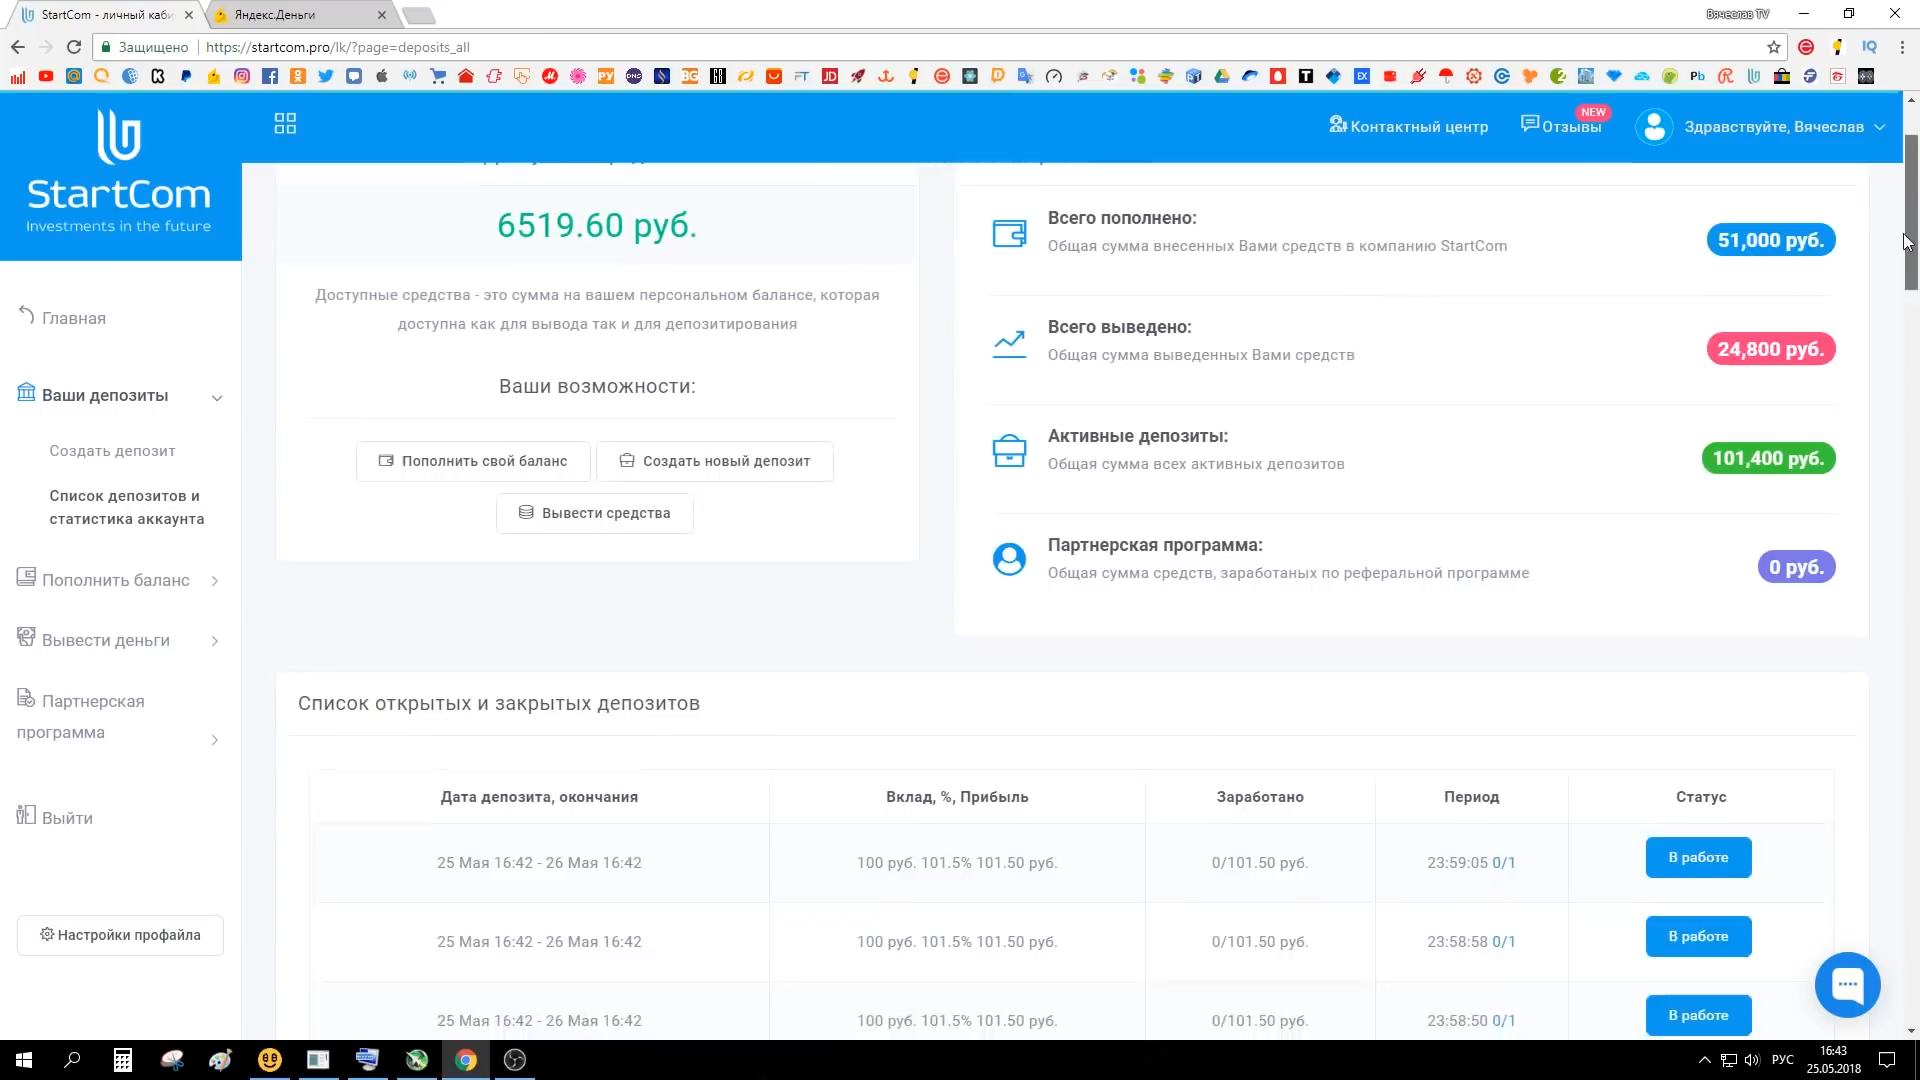 StartCom - личный каби
Яндекс.Деньги
Вячеслав TV
Защищено
https://startcom.pro/lk/?page=deposits_all
StartCom
Investments in the future
Контактный центр
Отзывы
NEW
Здравствуйте, Вячеслав
Главная
Ваши депозиты
Создать депозит
Список депозитов и
статистика аккаунта
Пополнить баланс
Вывести деньги
Партнерская
программа
Выйти
Настройки профайла
6519.60 руб.
Доступные средства - это сумма на вашем персональном балансе, которая
доступна как для вывода так и для депозитирования
Ваши возможности:
Пополнить свой баланс
Создать новый депозит
Вывести средства
Всего пополнено:
Общая сумма внесенных Вами средств в компанию StartCom
51,000 руб.
Всего выведено:
Общая сумма выведенных Вами средств
24,800 руб.
Активные депозиты:
Общая сумма всех активных депозитов
101,400 руб.
Партнерская программа:
Общая сумма средств, заработаных по реферальной программе
0 руб.
Список открытых и закрытых депозитов
Дата депозита, окончания Вклад, %, Прибыль Заработано Период Статус
25 Мая 16:42 - 26 Мая 16:42 100 руб. 101.5% 101.50 руб. 0/101.50 руб. 23:59:05 0/1 В работе
25 Мая 16:42 - 26 Мая 16:42 100 руб. 101.5% 101.50 руб. 0/101.50 руб. 23:58:58 0/1 В работе
25 Мая 16:42 - 26 Мая 16:42 100 руб. 101.5% 101.50 руб. 0/101.50 руб. 23:58:50 0/1 В работе
РУС
16:43
25.05.2018